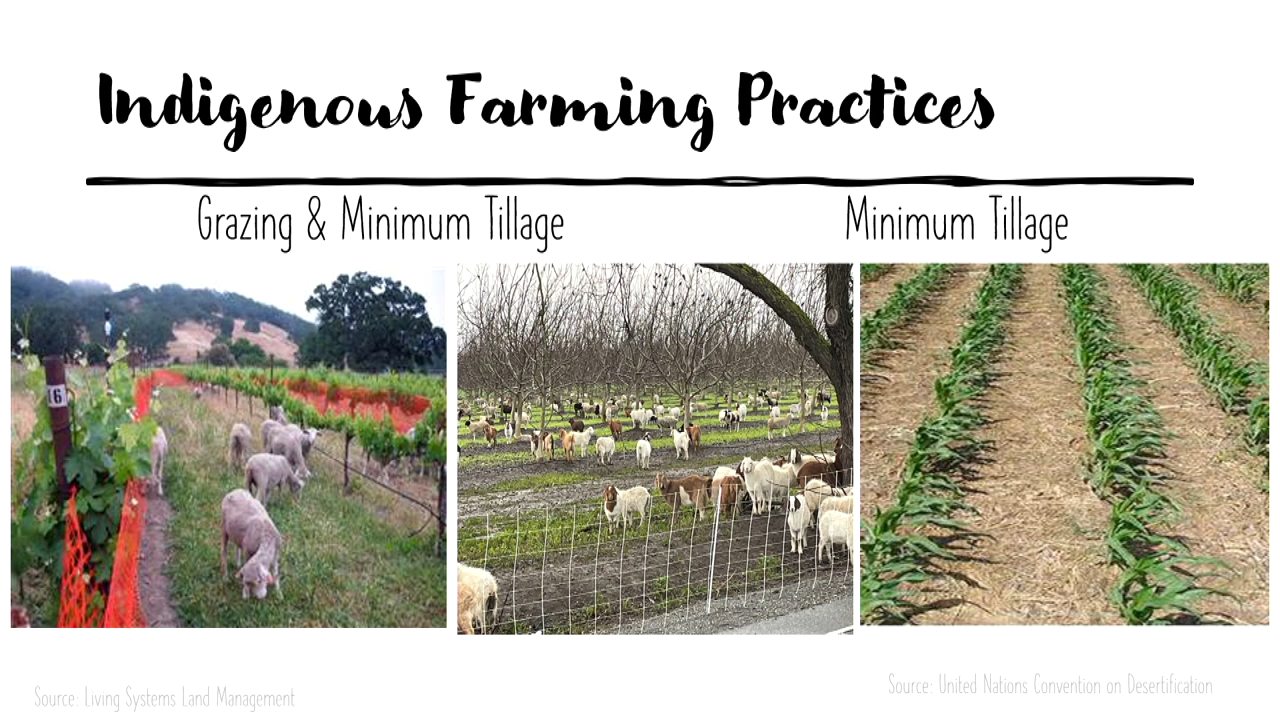 Indigenous Farming Practices
Grazing & Minimum Tillage
Minimum Tillage
16
Source: Living Systems Land Management
Source: United Nations Convention on Desertification